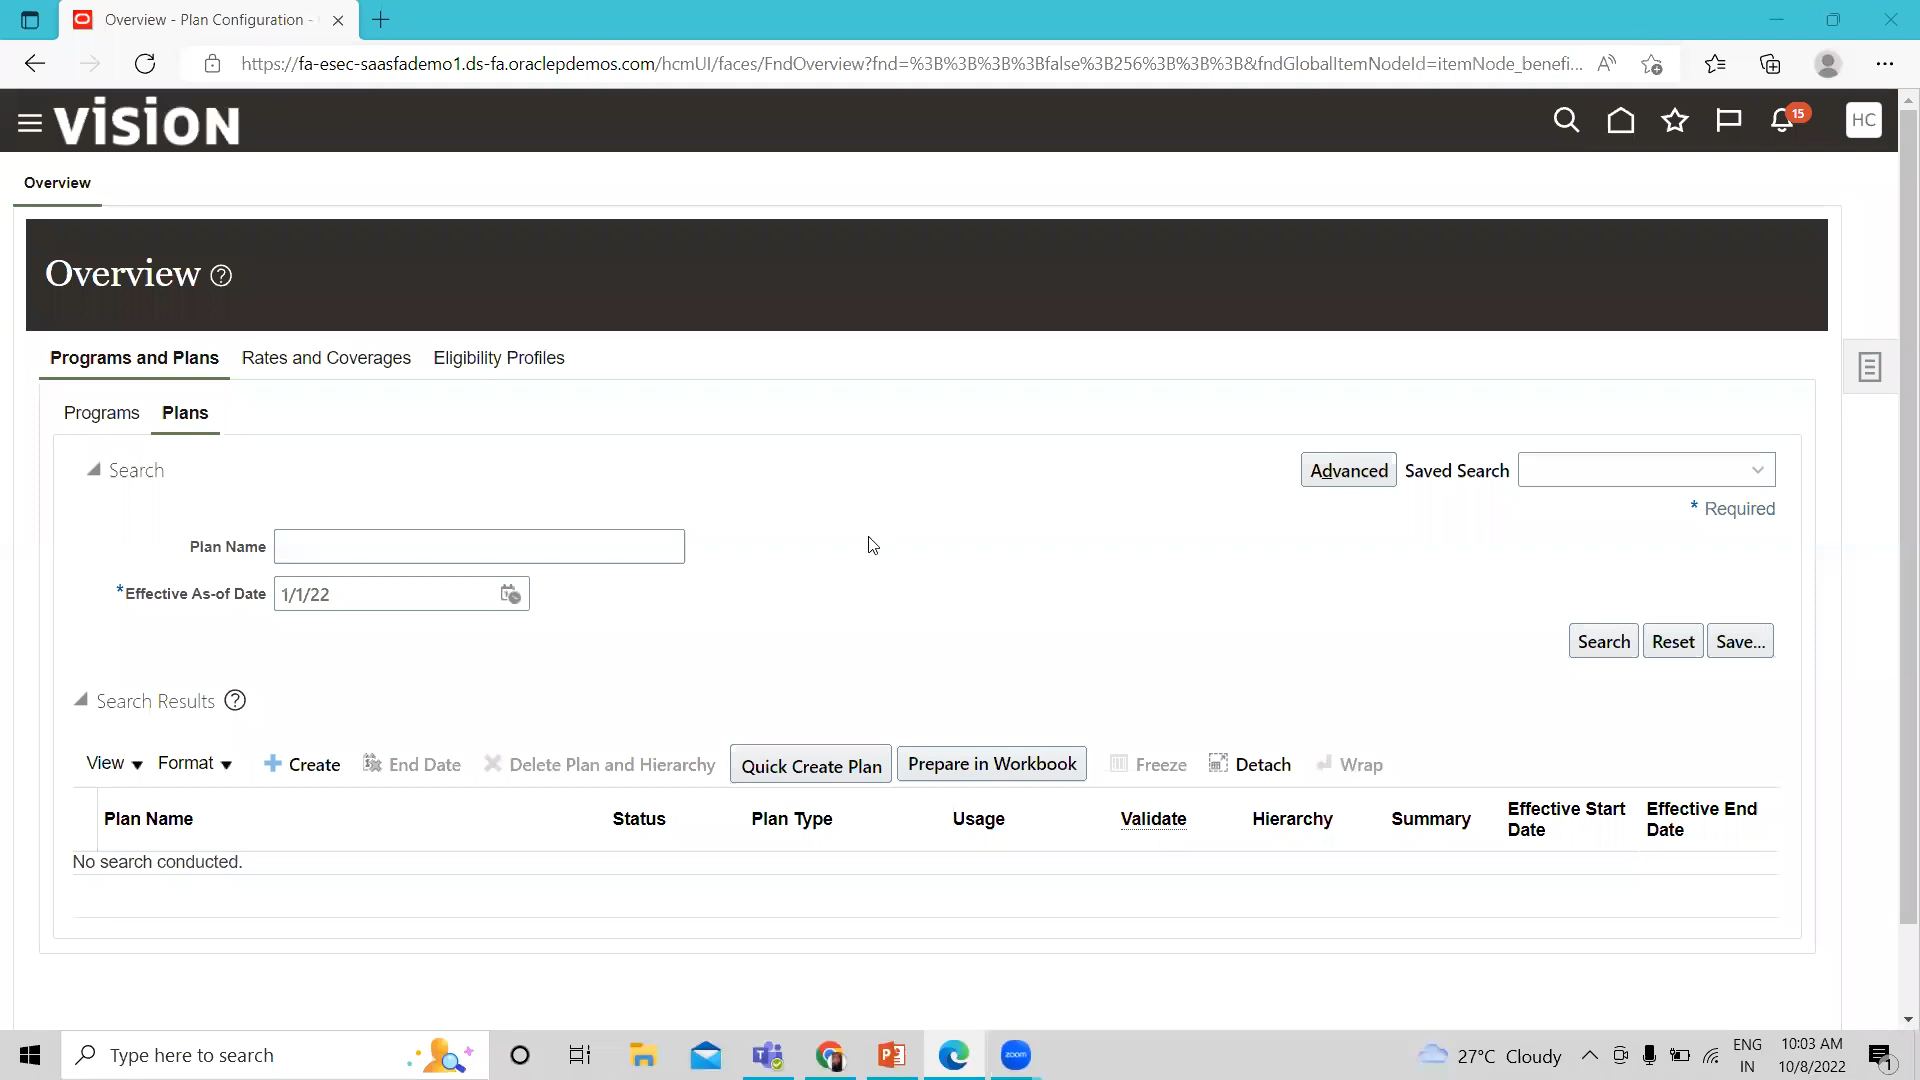 Overview - Plan Configuration -
https://fa-esec-saasfademo1.ds-fa.oraclepdemos.com/hcmUI/faces/FndOverview?fnd=%3B%3B%3B%3Bfalse%3B256%3B%3B%3B&fndGlobalItemNodeId=itemNode_benefi...
vision
15
HC
Overview
Overview
Programs and Plans Rates and Coverages Eligibility Profiles
Programs Plans
Search
Advanced Saved Search
* Required
Plan Name
*Effective As-of Date 1/1/22
Search Reset Save...
Search Results
View Format Create End Date Delete Plan and Hierarchy Quick Create Plan Prepare in Workbook Freeze Detach Wrap
Plan Name Status Plan Type Usage Validate Hierarchy Summary Effective Start Date Effective End Date
No search conducted.
Type here to search
zoom
27°C Cloudy
ENG
IN
10:03 AM
10/8/2022
1